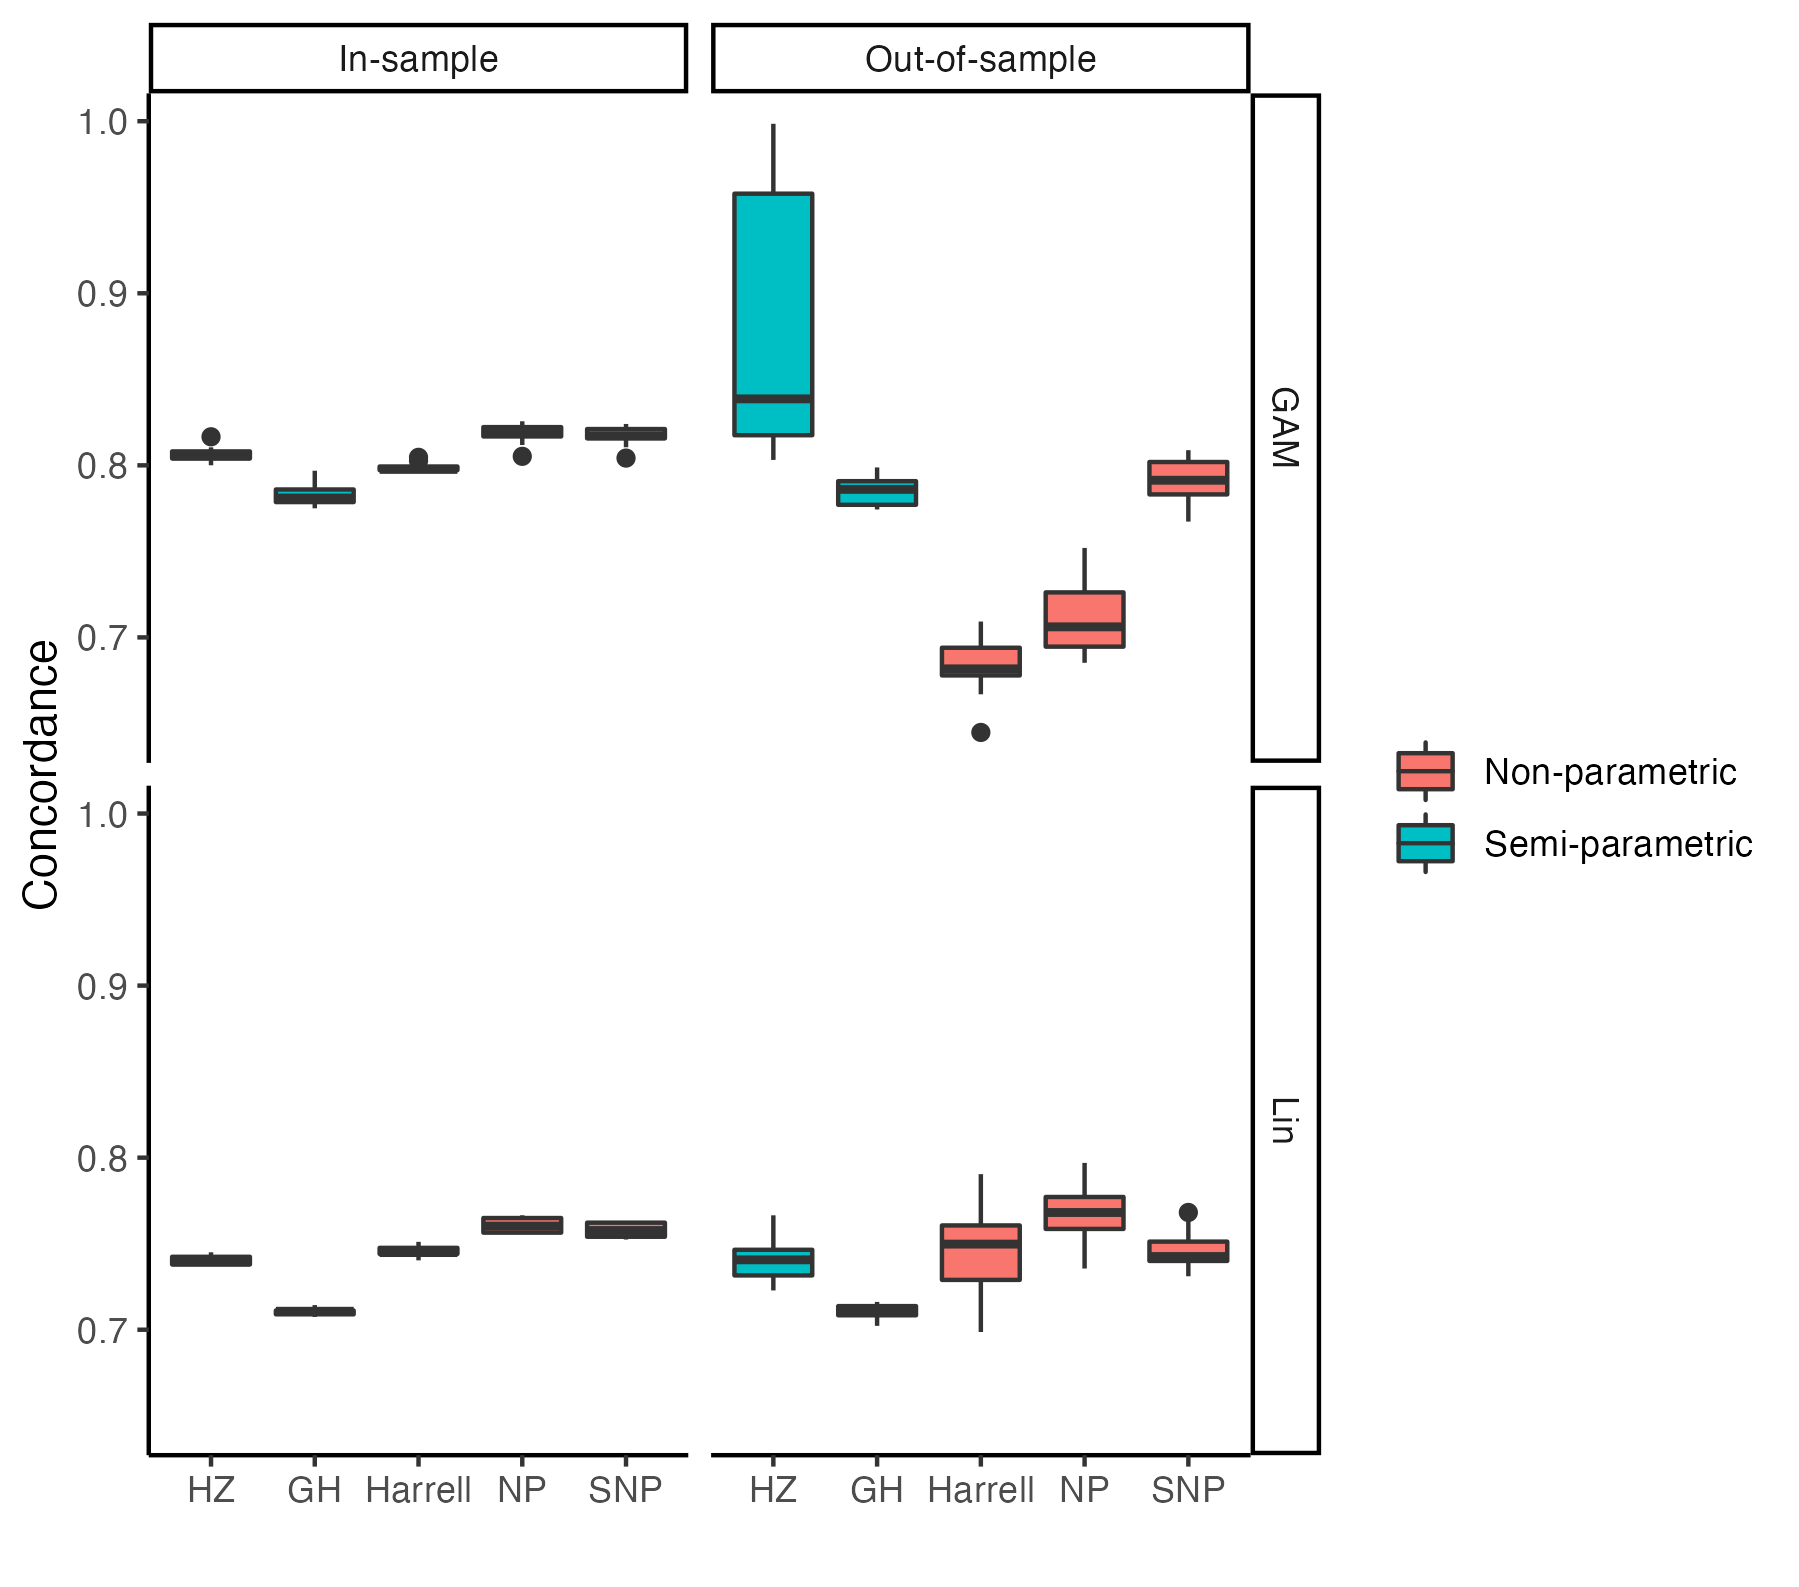 In-sample
Out-of-sample
1.0
0.9
0.8
0.7
GAM
Concordance
Non-parametric
Semi-parametric
1.0
0.9
0.8
0.7
Lin
HZ GH Harrell NP SNP
HZ GH Harrell NP SNP